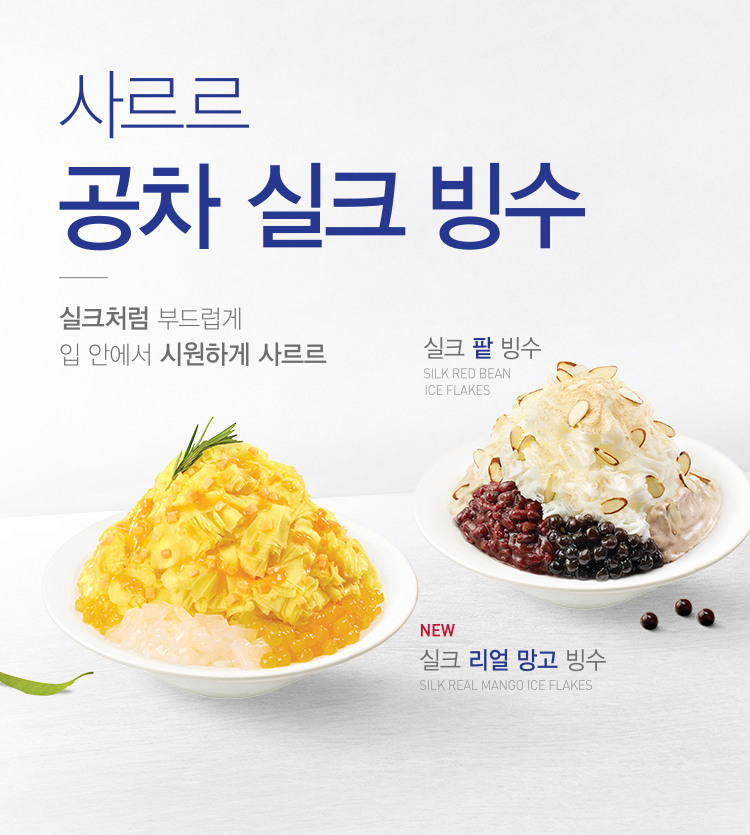 사르르
공차 실크 빙수
실크처럼 부드럽게
입 안에서 시원하게 사르르
실크 팥 빙수
SILK RED BEAN
ICE FLAKES
NEW
실크 리얼 망고 빙수
SILK REAL MANGO ICE FLAKES